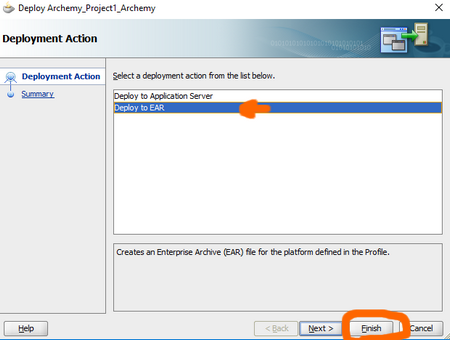 Deploy Archemy_Project1_Archemy
Deployment Action
Deployment Action
Summary
Select a deployment action from the list below.
Deploy to Application Server
Deploy to EAR
Creates an Enterprise Archive (EAR) file for the platform defined in the Profile.
Help
< Back
Next >
Finish
Cancel